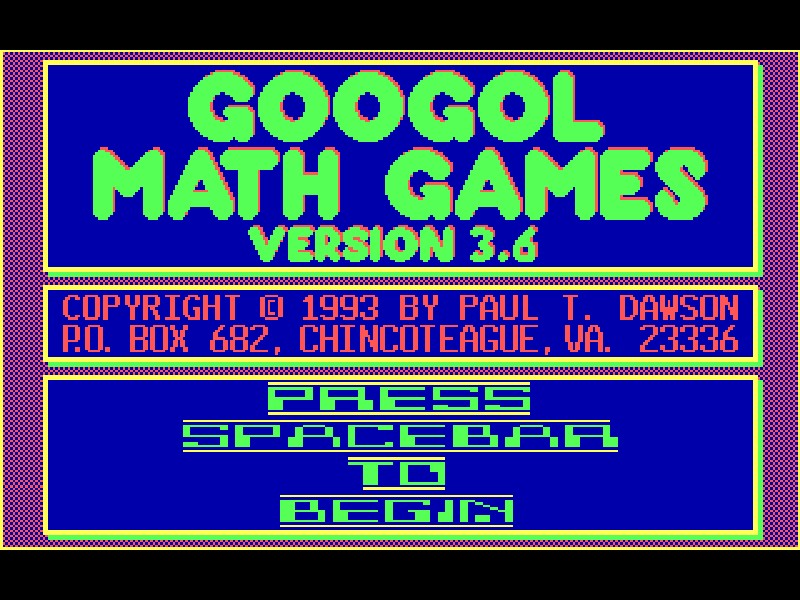 GOOGOL
MATH GAMES
VERSION 3.6
COPYRIGHT © 1993 BY PAUL T. DAWSON
P.O. BOX 682, CHINCOTEAGUE, VA. 23336
PRESS
SPACEBAR
TO
BEGIN